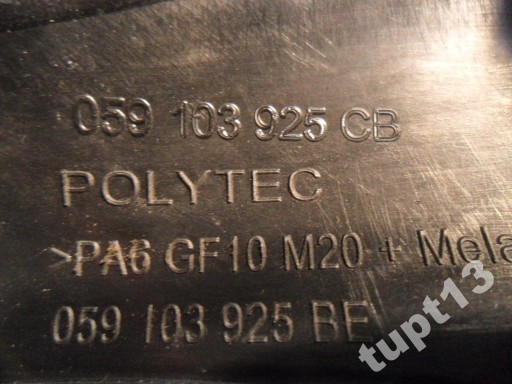 059 103 925 CB
POLYTEC
>PA6 GF10 M20 + Mela
059 103 925 BE
tupt13